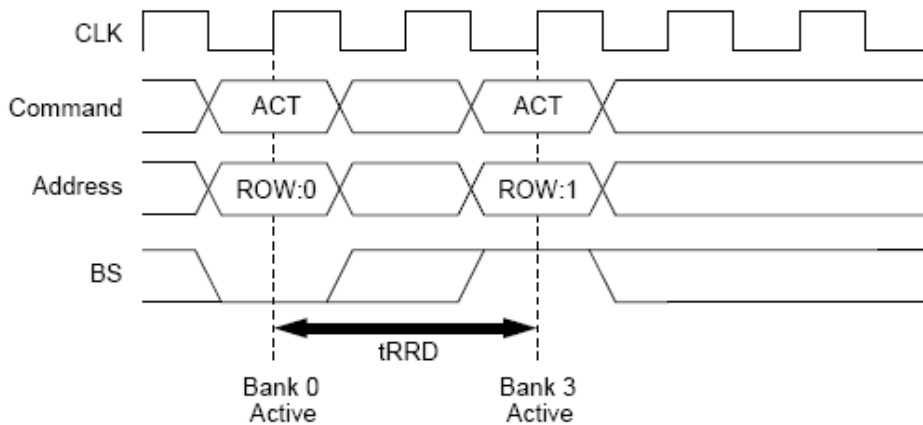 CLK
Command
ACT
ACT
Address
ROW:0
ROW:1
BS
tRRD
Bank 0
Active
Bank 3
Active